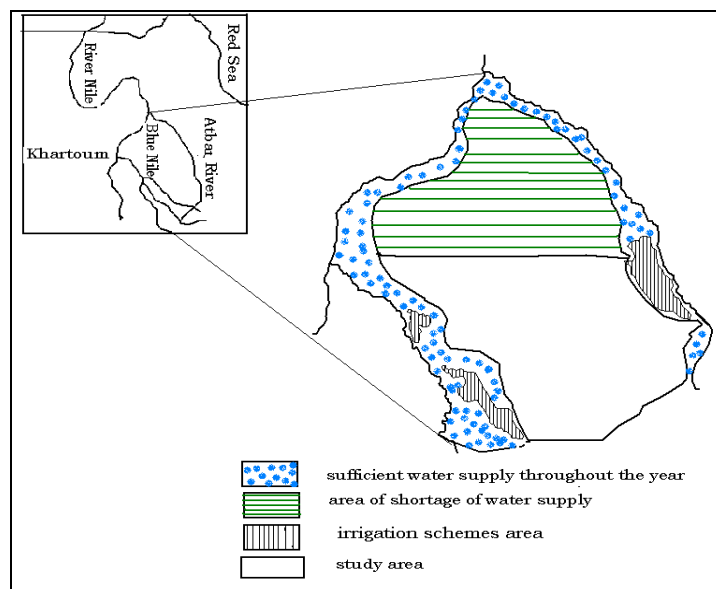 River Nile
Red Sea
Khartoum
Blue Nile
Atbar River
sufficient water supply throughout the year
area of shortage of water supply
irrigation schemes area
study area